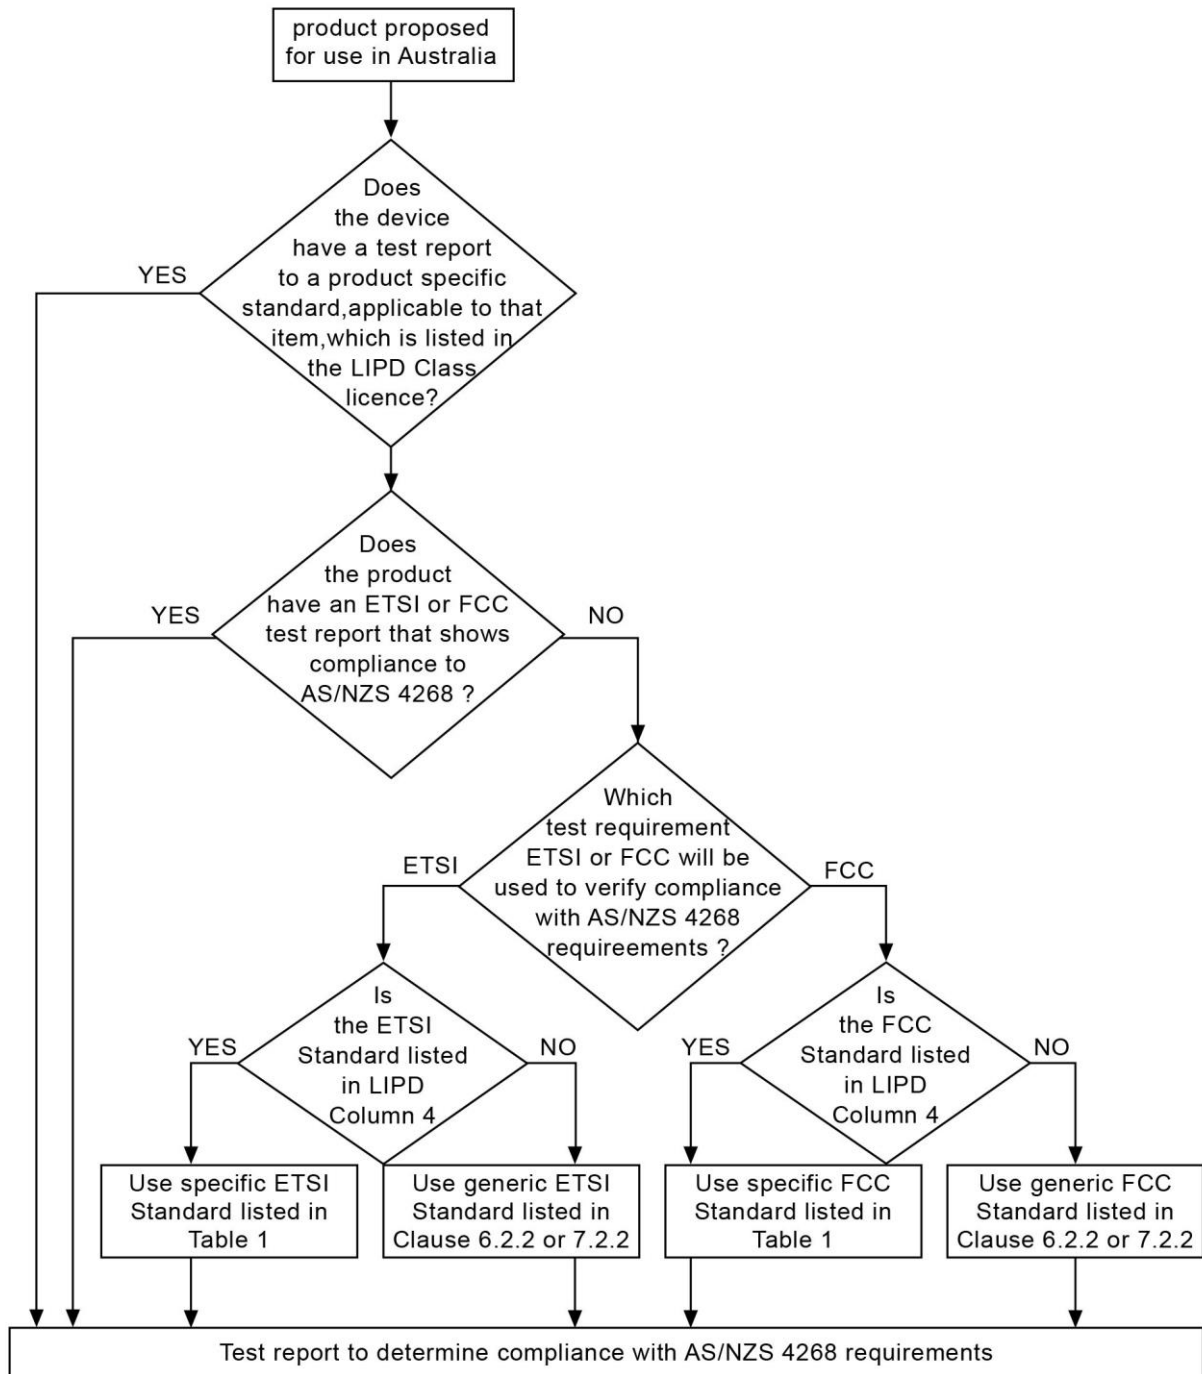 product proposed
for use in Australia
Does
the device
have a test report
to a product specific
standard,applicable to that
item,which is listed in
the LIPD Class
licence?
YES
Does
the product
have an ETSI or FCC
test report that shows
compliance to
AS/NZS 4268 ?
YES
NO
Which
test requirement
ETSI or FCC will be
used to verify compliance
with AS/NZS 4268
requireements ?
ETSI
FCC
Is
the ETSI
Standard listed
in LIPD
Column 4
YES
NO
Is
the FCC
Standard listed
in LIPD
Column 4
YES
NO
Use specific ETSI
Standard listed in
Table 1
Use generic ETSI
Standard listed in
Clause 6.2.2 or 7.2.2
Use specific FCC
Standard listed in
Table 1
Use generic FCC
Standard listed in
Clause 6.2.2 or 7.2.2
Test report to determine compliance with AS/NZS 4268 requirements